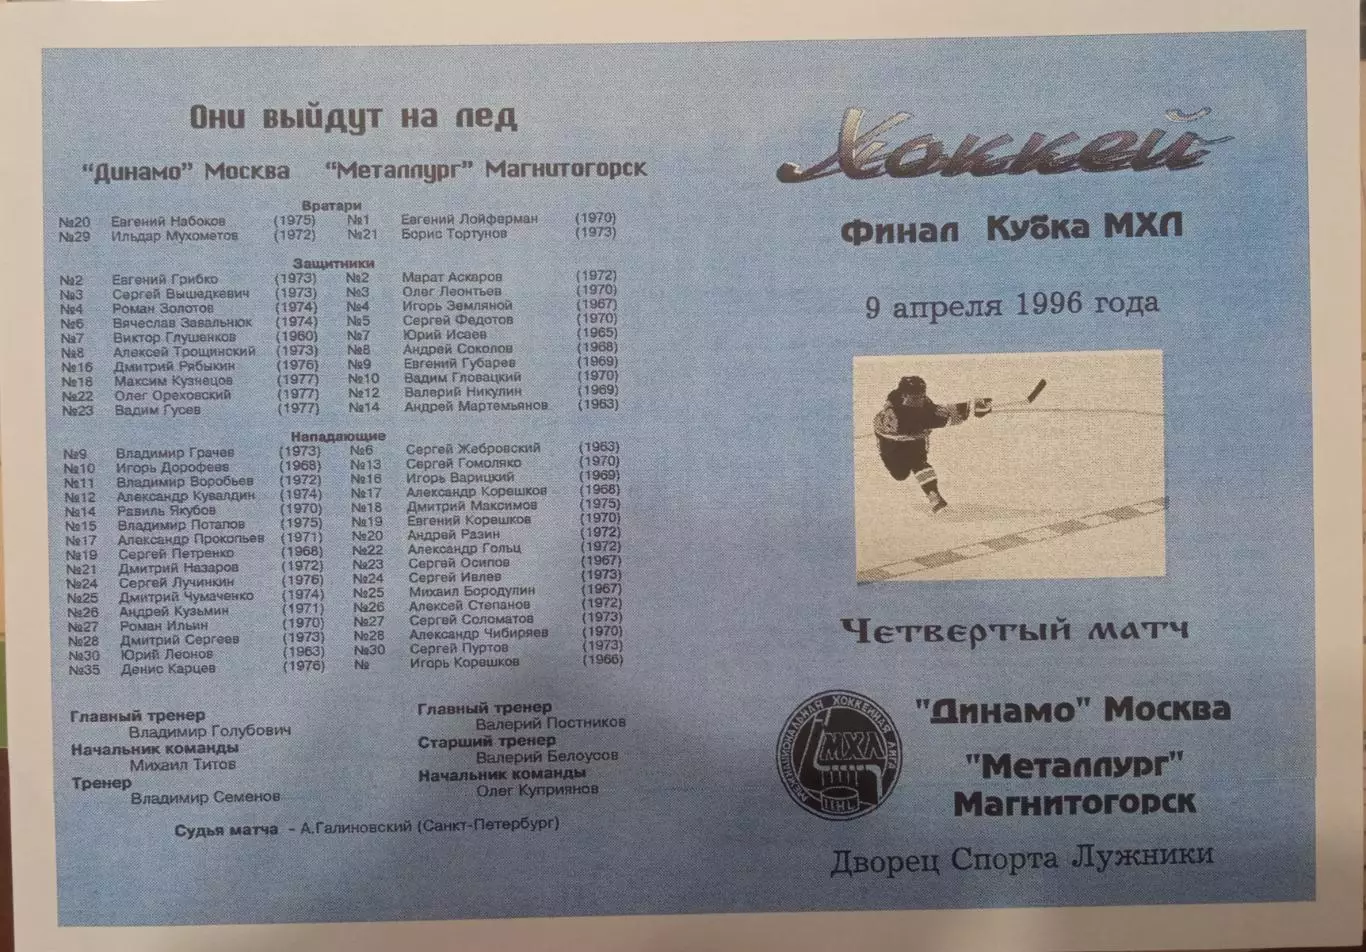 Они выйдут на лед
"Динамо" Москва "Металлург" Магнитогорск
Вратари
№20 Евгений Набоков (1975) №1 Евгений Лойферман (1970)
№29 Ильдар Мухометов (1972) №21 Борис Тортунов (1973)
Защитники
№2 Евгений Грибко (1973) №2 Марат Аскаров (1972)
№3 Сергей Вышедкевич (1973) №3 Олег Леонтьев (1970)
№4 Роман Золотов (1974) №4 Игорь Земляной (1967)
№6 Вячеслав Завальнюк (1974) №5 Сергей Федотов (1970)
№7 Виктор Глушенков (1960) №7 Юрий Исаев (1965)
№8 Алексей Трощинский (1973) №8 Андрей Соколов (1968)
№16 Дмитрий Рябыкин (1976) №9 Евгений Губарев (1969)
№18 Максим Кузнецов (1977) №10 Вадим Гловацкий (1970)
№22 Олег Ореховский (1977) №12 Валерий Никулин (1969)
№23 Вадим Гусев (1977) №14 Андрей Мартемьянов (1963)
Нападающие
№9 Владимир Грачев (1973) №6 Сергей Жебровский (1963)
№10 Игорь Дорофеев (1968) №13 Сергей Гомоляко (1970)
№11 Владимир Воробьев (1972) №16 Игорь Варицкий (1969)
№12 Александр Кувалдин (1974) №17 Александр Корешков (1968)
№14 Равиль Якубов (1970) №18 Дмитрий Максимов (1975)
№15 Владимир Потапов (1975) №19 Евгений Корешков (1970)
№17 Александр Прокопьев (1971) №20 Андрей Разин (1972)
№19 Сергей Петренко (1968) №22 Александр Гольц (1972)
№21 Дмитрий Назаров (1972) №23 Сергей Осипов (1967)
№24 Сергей Лучинкин (1976) №24 Сергей Ивлев (1973)
№25 Дмитрий Чумаченко (1974) №25 Михаил Бородулин (1967)
№26 Андрей Кузьмин (1971) №26 Алексей Степанов (1972)
№27 Роман Ильин (1970) №27 Сергей Соломатов (1973)
№28 Дмитрий Сергеев (1973) №28 Александр Чибиряев (1970)
№30 Юрий Леонов (1963) №30 Сергей Пуртов (1973)
№35 Денис Карцев (1976) № Игорь Корешков (1966)
Главный тренер
Владимир Голубович
Начальник команды
Михаил Титов
Тренер
Владимир Семенов
Главный тренер
Валерий Постников
Старший тренер
Валерий Белоусов
Начальник команды
Олег Куприянов
Судья матча - А.Галиновский (Санкт-Петербург)
Хоккей
Финал Кубка МХЛ
9 апреля 1996 года
Четвертый матч
МЕЖНАЦИОНАЛЬНАЯ ХОККЕЙНАЯ ЛИГА
МХЛ
IEHL
"Динамо" Москва
"Металлург"
Магнитогорск
Дворец Спорта Лужники